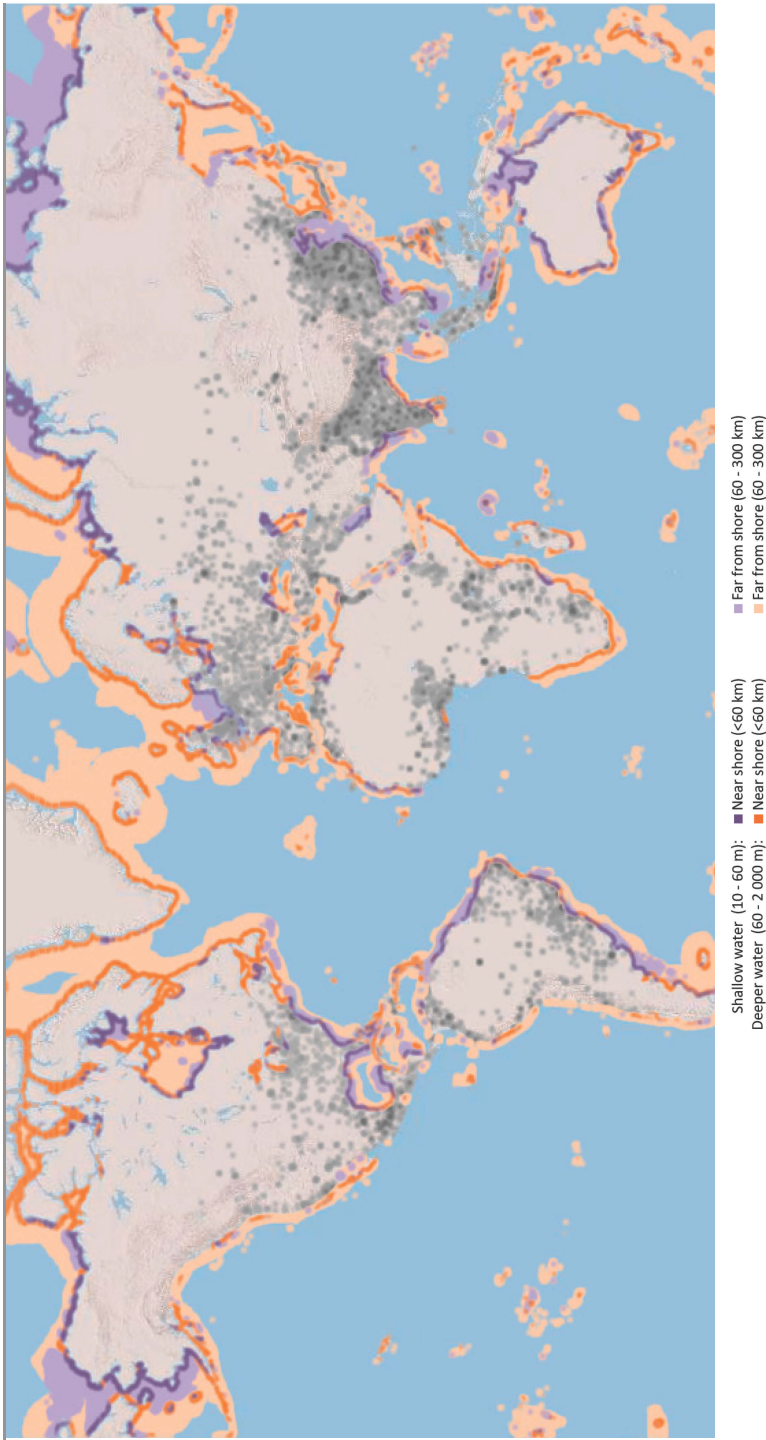 Shallow water (10 - 60 m): Near shore (<60 km) Far from shore (60 - 300 km)
Deeper water (60 - 2 000 m): Near shore (<60 km) Far from shore (60 - 300 km)